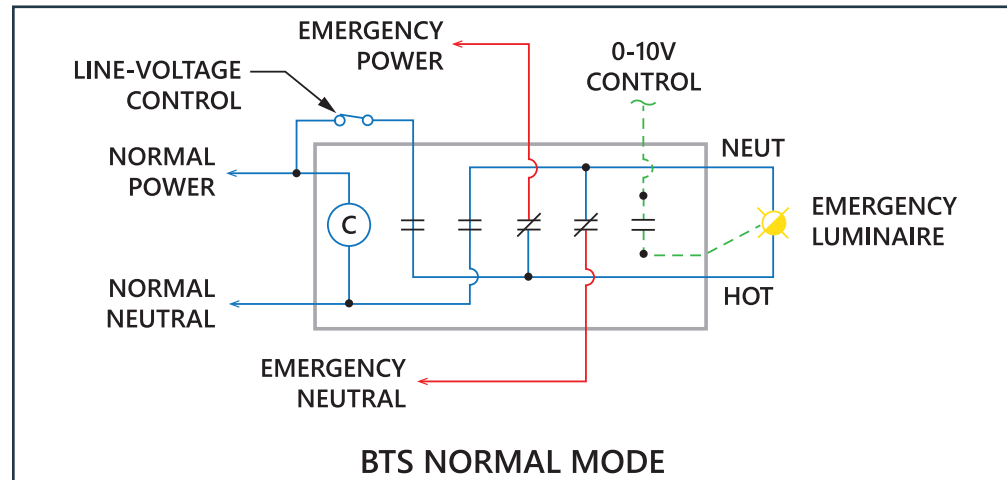 EMERGENCY
POWER
0-10V
CONTROL
LINE-VOLTAGE
CONTROL
NORMAL
POWER
NEUT
C
EMERGENCY
LUMINAIRE
NORMAL
NEUTRAL
HOT
EMERGENCY
NEUTRAL
BTS NORMAL MODE